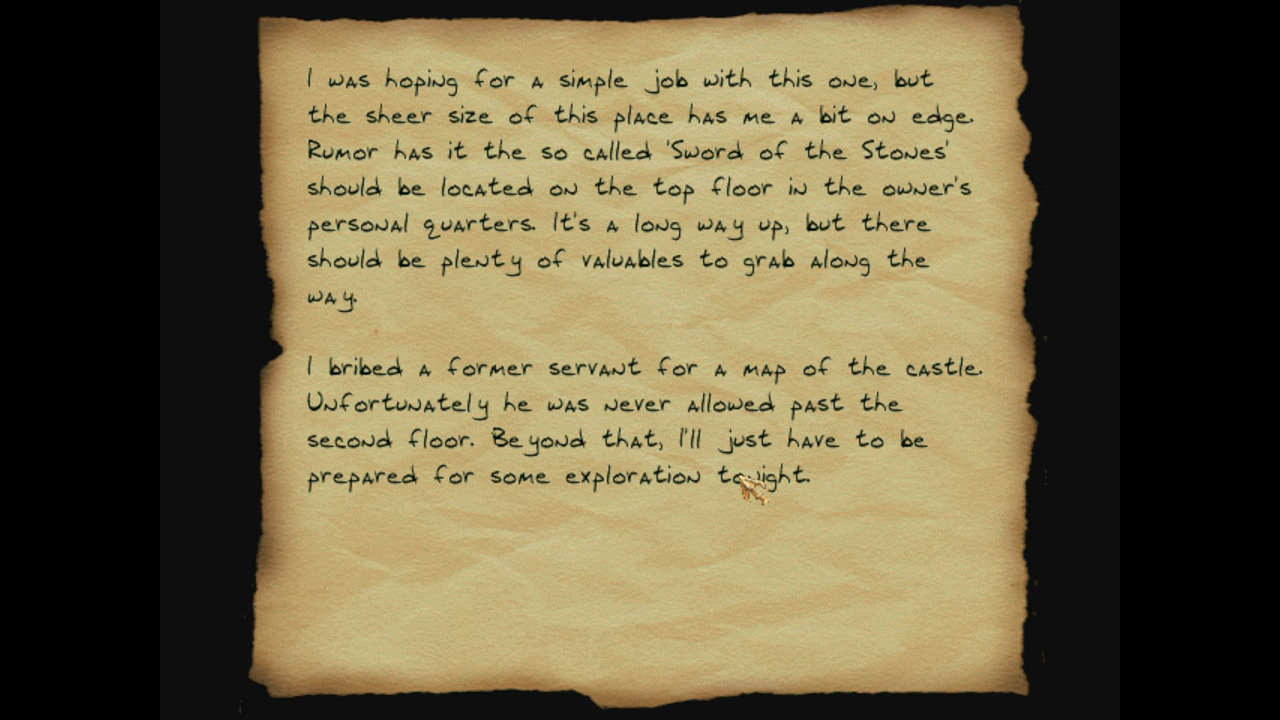 I was hoping for a simple job with this one, but
the sheer size of this place has me a bit on edge.
Rumor has it the so called 'Sword of the Stones'
should be located on the top floor in the owner's
personal quarters. It's a long way up, but there
should be plenty of valuables to grab along the
way.
I bribed a former servant for a map of the castle.
Unfortunately he was never allowed past the
second floor. Beyond that, I'll just have to be
prepared for some exploration tonight.